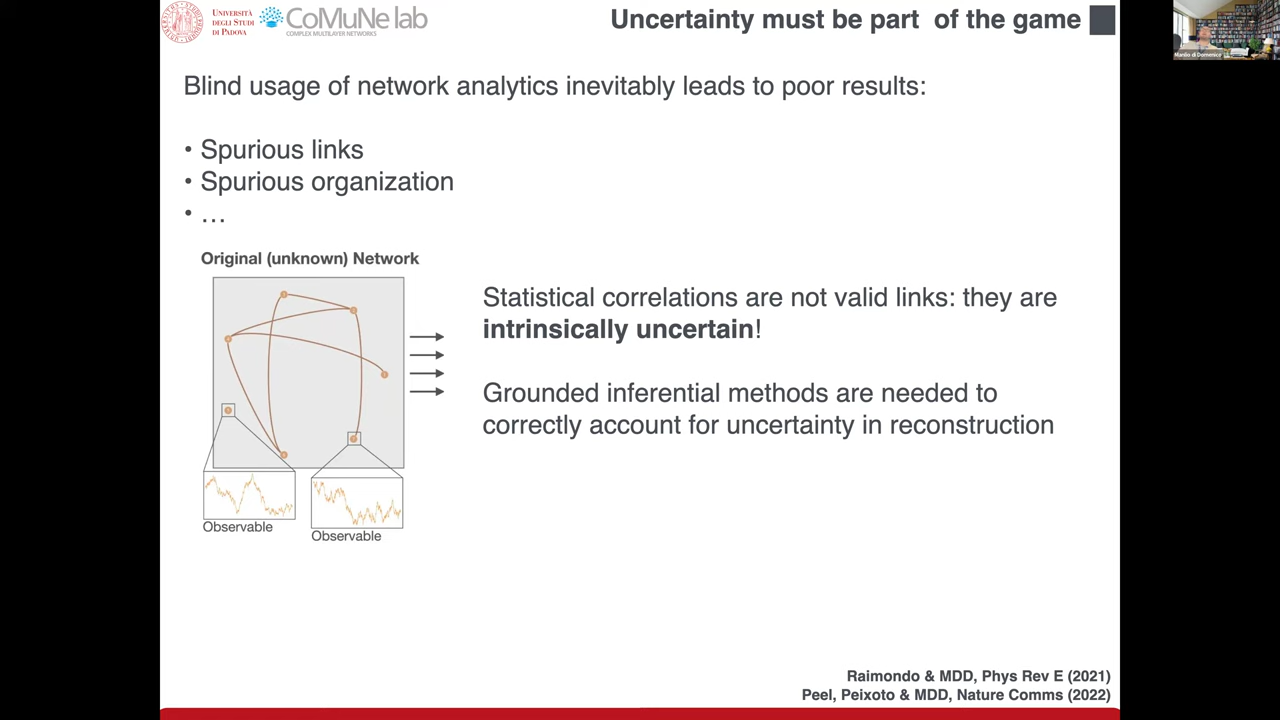 UNIVERSITÀ
DEGLI STUDI
DI PADOVA
CoMuNe lab
COMPLEX MULTILAYER NETWORKS
Uncertainty must be part of the game
Manlio di Domenico
Blind usage of network analytics inevitably leads to poor results:
• Spurious links
• Spurious organization
• …
Original (unknown) Network
Statistical correlations are not valid links: they are
intrinsically uncertain!
Grounded inferential methods are needed to
correctly account for uncertainty in reconstruction
Observable
Observable
Raimondo & MDD, Phys Rev E (2021)
Peel, Peixoto & MDD, Nature Comms (2022)